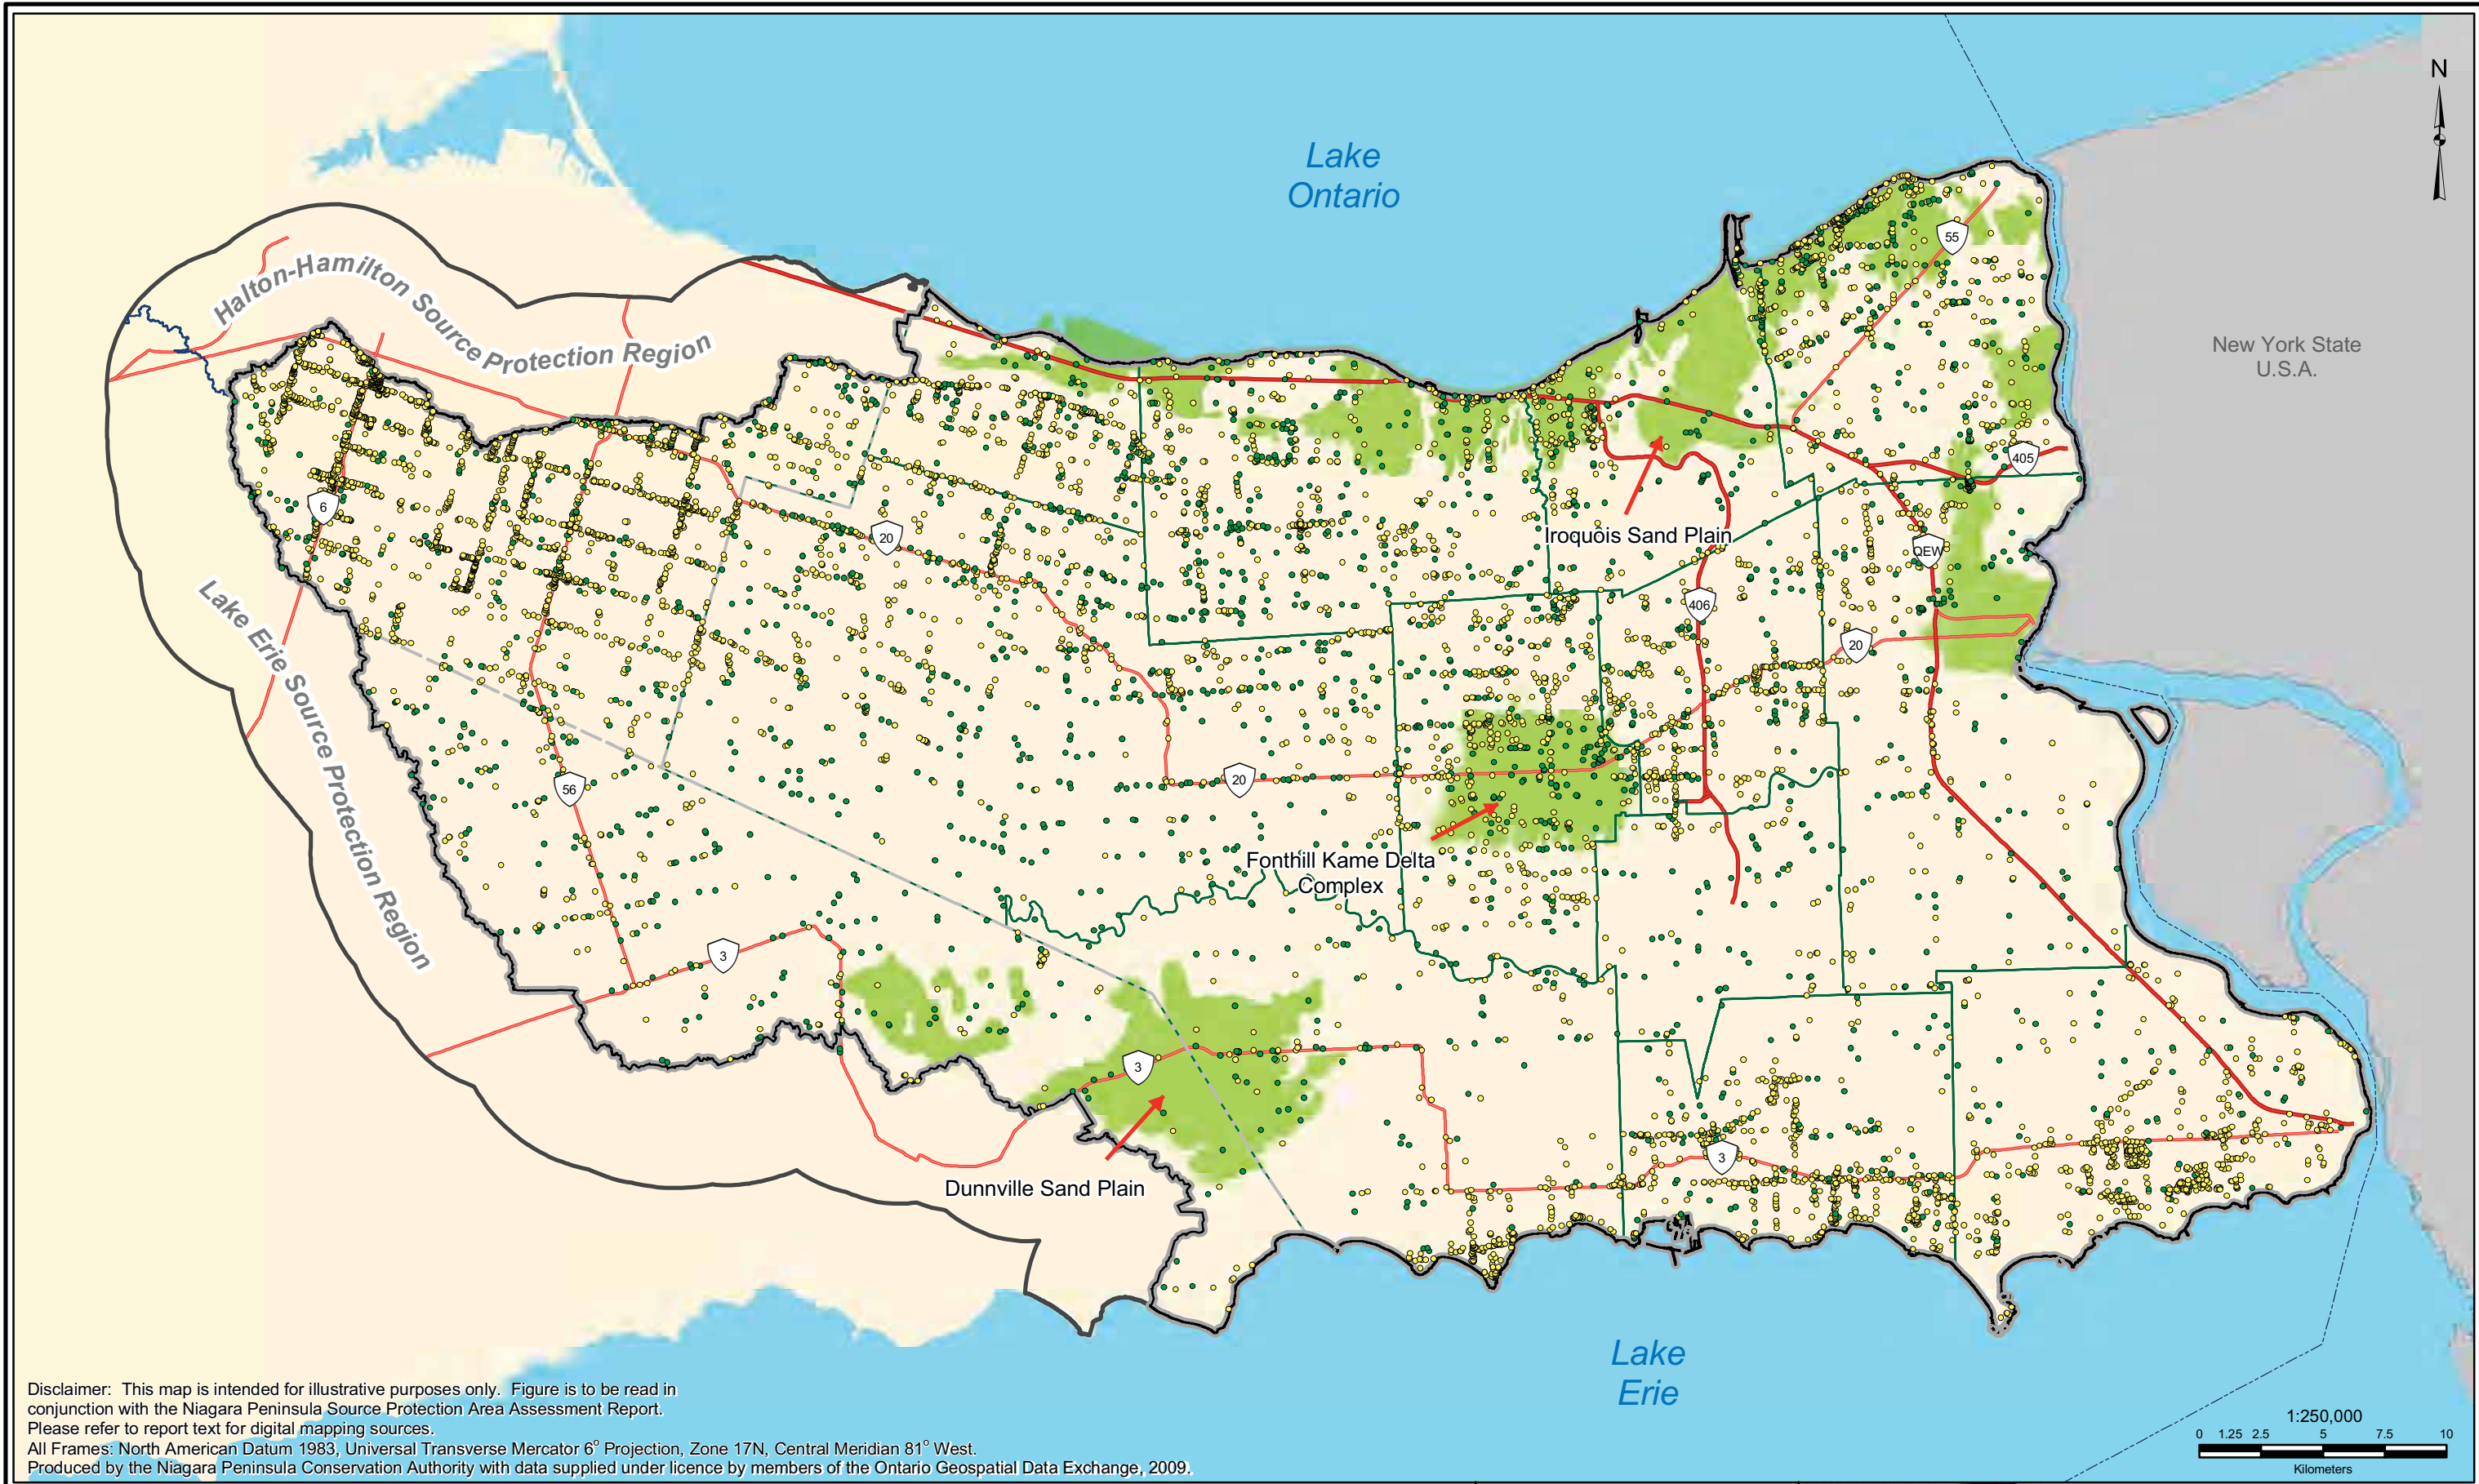 N
Lake
Ontario
55
Halton-Hamilton Source Protection Region
New York State
U.S.A.
405
6
20
Iroquois Sand Plain
QEW
406
Lake Erie Source Protection Region
20
20
56
Fonthill Kame Delta
Complex
3
3
3
Dunnville Sand Plain
Lake
Erie
Disclaimer: This map is intended for illustrative purposes only. Figure is to be read in
conjunction with the Niagara Peninsula Source Protection Area Assessment Report.
Please refer to report text for digital mapping sources.
All Frames: North American Datum 1983, Universal Transverse Mercator 6° Projection, Zone 17N, Central Meridian 81° West.
Produced by the Niagara Peninsula Conservation Authority with data supplied under licence by members of the Ontario Geospatial Data Exchange, 2009.
1:250,000
0 1.25 2.5 5 7.5 10
Kilometers